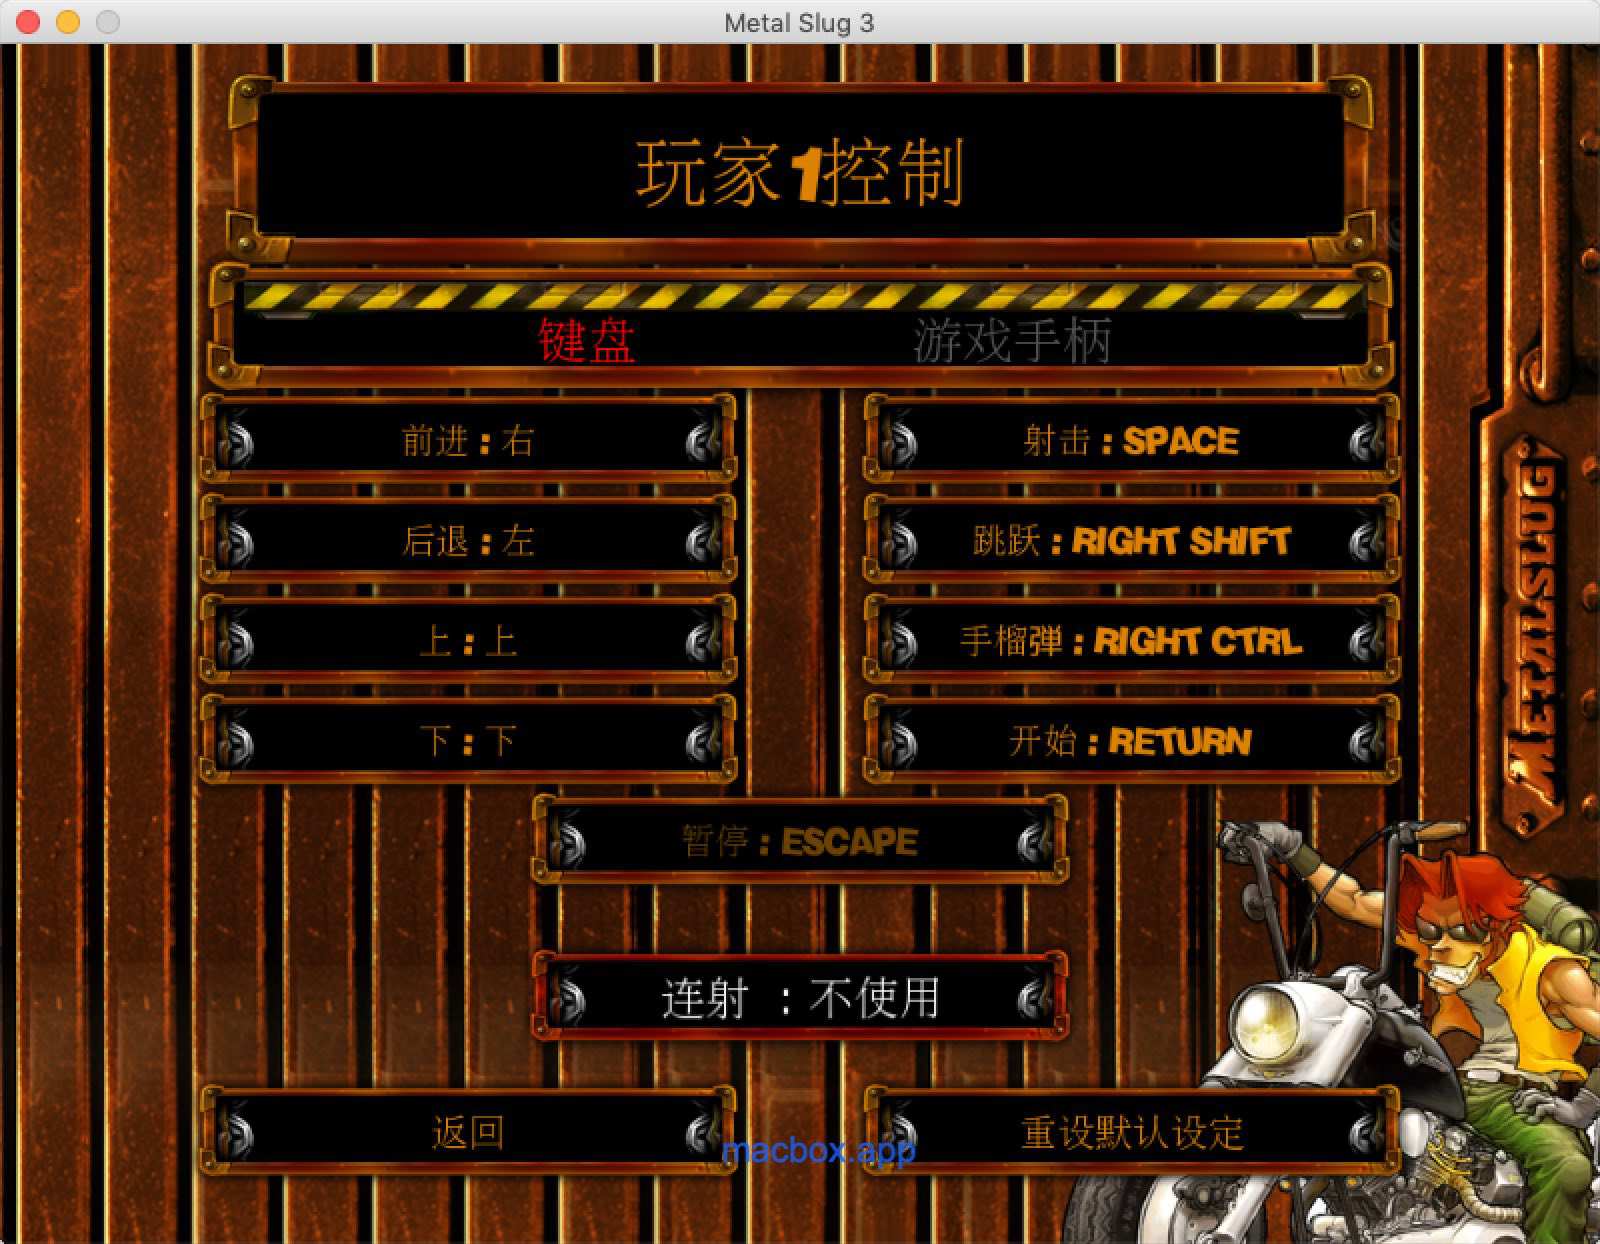 Metal Slug 3
玩家1控制
键盘
游戏手柄
前进 : 右
射击 : SPACE
后退 : 左
跳跃 : RIGHT SHIFT
上 : 上
手榴弹 : RIGHT CTRL
下 : 下
开始 : RETURN
暂停 : ESCAPE
连射 : 不使用
返回
重设默认设定
macbox.app
METAL SLUG